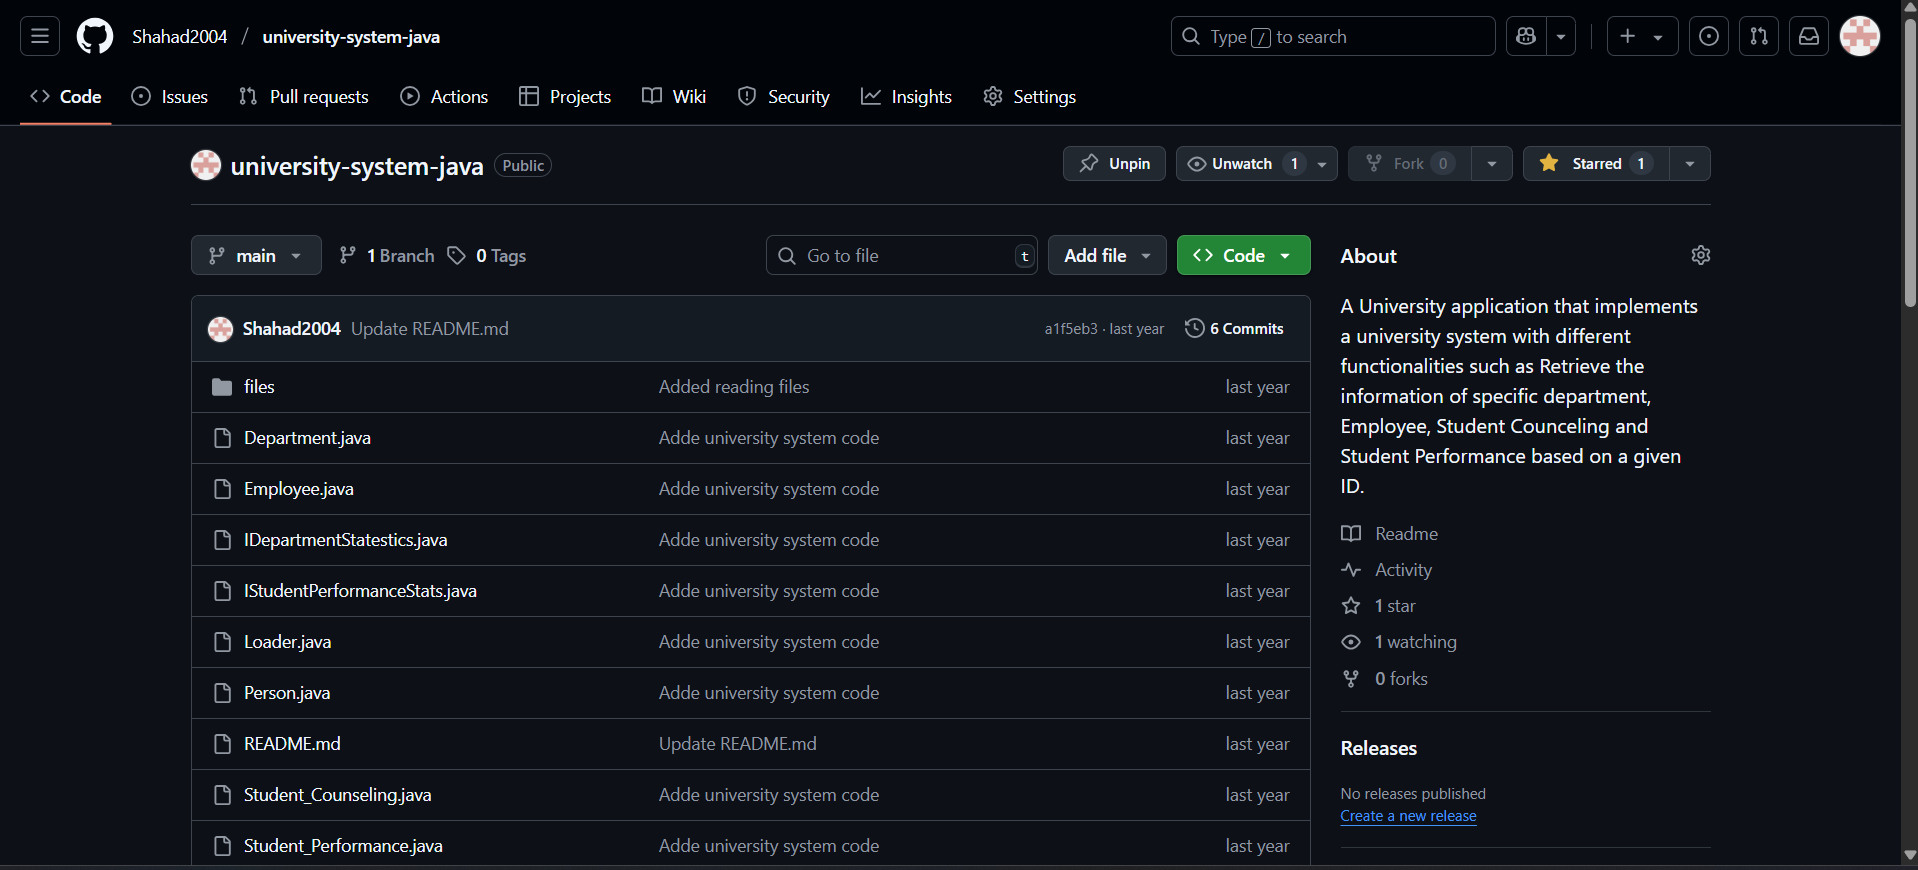 Shahad2004 / university-system-java
Type / to search
Code Issues Pull requests Actions Projects Wiki Security Insights Settings
university-system-java Public
Unpin Unwatch 1 Fork 0 Starred 1
main 1 Branch 0 Tags
Go to file t Add file Code
Shahad2004 Update README.md a1f5eb3 · last year 6 Commits
files Added reading files last year
Department.java Adde university system code last year
Employee.java Adde university system code last year
IDepartmentStatestics.java Adde university system code last year
IStudentPerformanceStats.java Adde university system code last year
Loader.java Adde university system code last year
Person.java Adde university system code last year
README.md Update README.md last year
Student_Counseling.java Adde university system code last year
Student_Performance.java Adde university system code last year
About
A University application that implements
a university system with different
functionalities such as Retrieve the
information of specific department,
Employee, Student Counceling and
Student Performance based on a given
ID.
Readme
Activity
1 star
1 watching
0 forks
Releases
No releases published
Create a new release